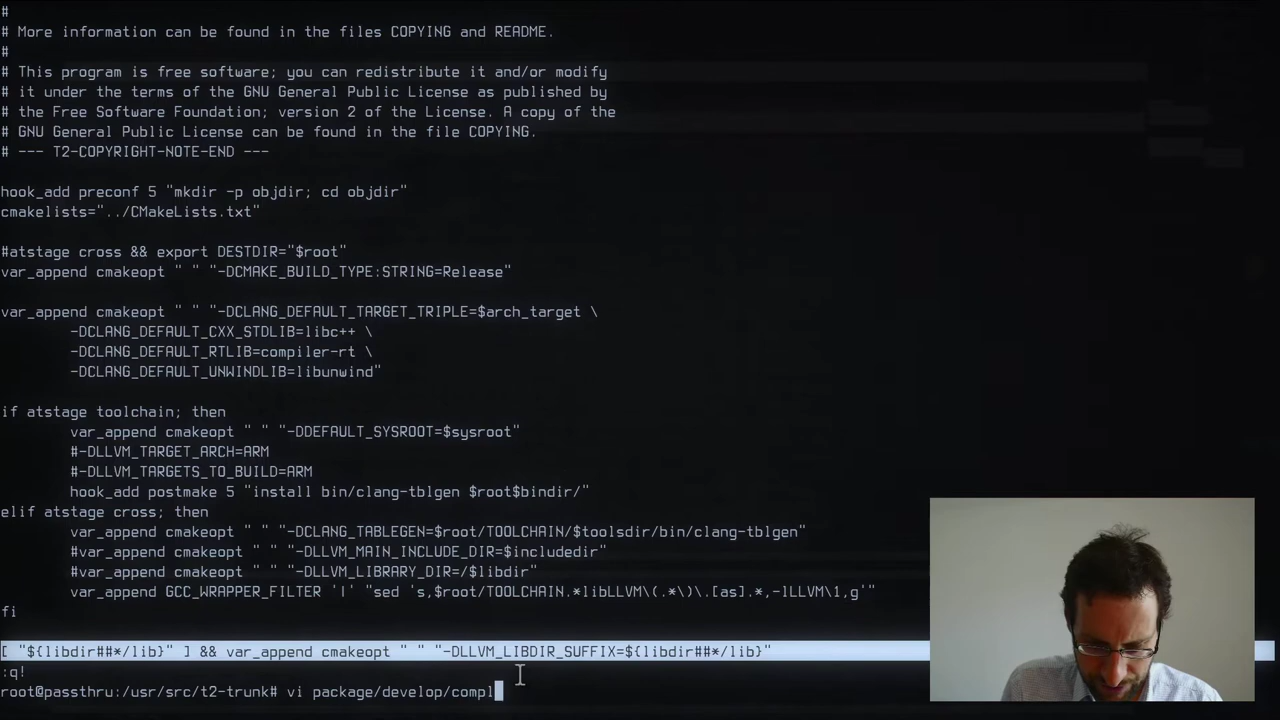 #
# More information can be found in the files COPYING and README.
#
# This program is free software; you can redistribute it and/or modify
# it under the terms of the GNU General Public License as published by
# the Free Software Foundation; version 2 of the License. A copy of the
# GNU General Public License can be found in the file COPYING.
# --- T2-COPYRIGHT-NOTE-END ---
hook_add preconf 5 "mkdir -p objdir; cd objdir"
cmakelists="../CMakeLists.txt"
#atstage cross && export DESTDIR="$root"
var_append cmakeopt " " "-DCMAKE_BUILD_TYPE:STRING=Release"
var_append cmakeopt " " "-DCLANG_DEFAULT_TARGET_TRIPLE=$arch_target \
-DCLANG_DEFAULT_CXX_STDLIB=libc++ \
-DCLANG_DEFAULT_RTLIB=compiler-rt \
-DCLANG_DEFAULT_UNWINDLIB=libunwind"
if atstage toolchain; then
var_append cmakeopt " " "-DDEFAULT_SYSROOT=$sysroot"
#-DLLVM_TARGET_ARCH=ARM
#-DLLVM_TARGETS_TO_BUILD=ARM
hook_add postmake 5 "install bin/clang-tblgen $root$bindir/"
elif atstage cross; then
var_append cmakeopt " " "-DCLANG_TABLEGEN=$root/TOOLCHAIN/$toolsdir/bin/clang-tblgen"
#var_append cmakeopt " " "-DLLVM_MAIN_INCLUDE_DIR=$includedir"
#var_append cmakeopt " " "-DLLVM_LIBRARY_DIR=/$libdir"
var_append GCC_WRAPPER_FILTER '|' "sed 's,$root/TOOLCHAIN.*libLLVM\(.*\)\.[as].*,-lLLVM\1,g'"
fi
[ "${libdir##*/lib}" ] && var_append cmakeopt " " "-DLLVM_LIBDIR_SUFFIX=${libdir##*/lib}"
:q!
root@passthru:/usr/src/t2-trunk# vi package/develop/compl